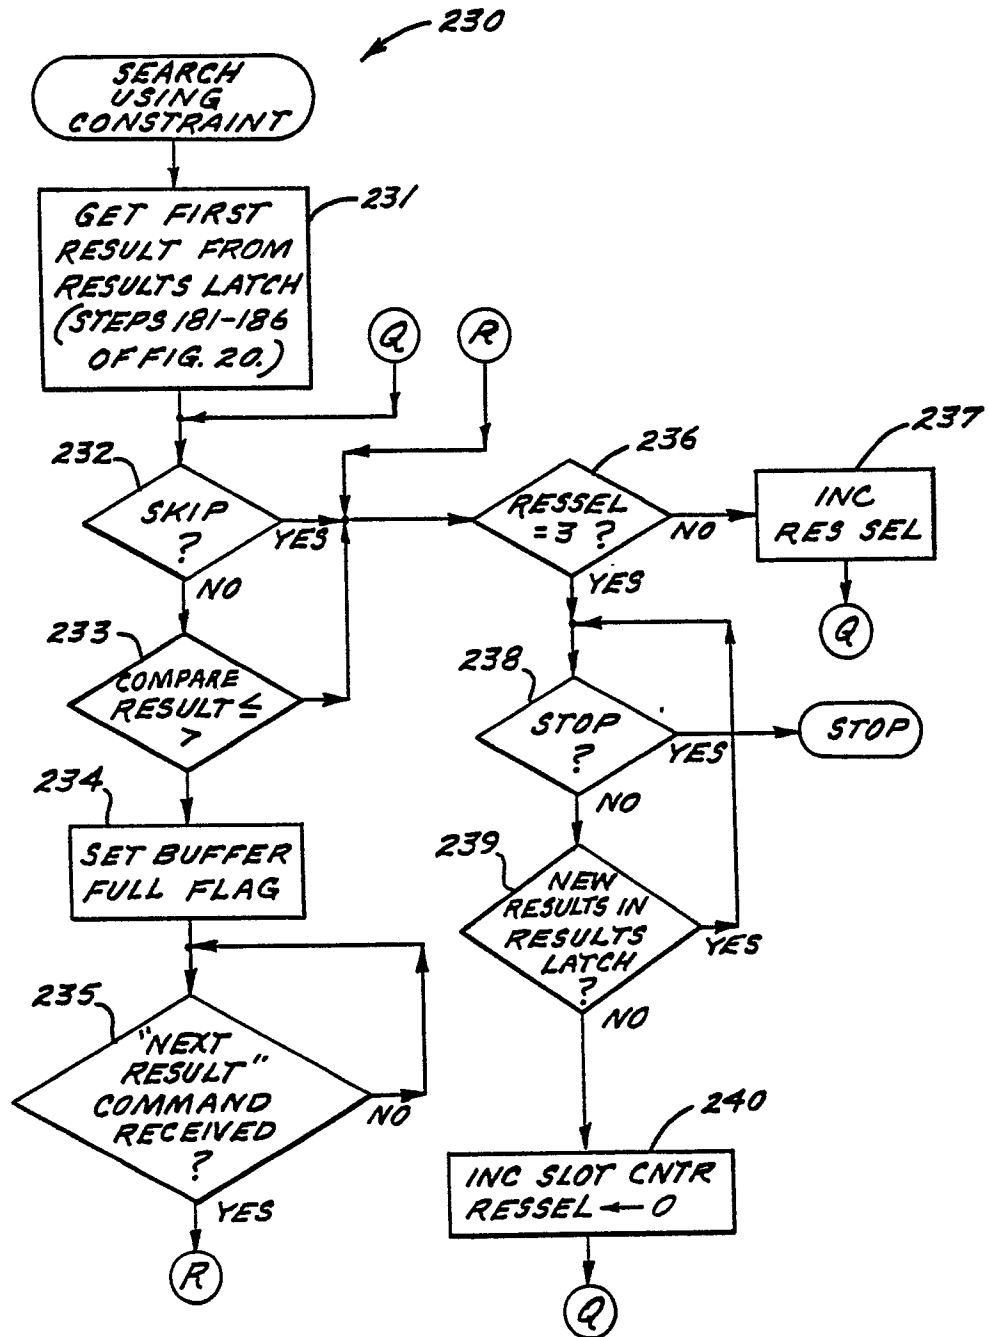 230
SEARCH
USING
CONSTRAINT
231
GET FIRST
RESULT FROM
RESULTS LATCH
(STEPS 181-186
OF FIG. 20.)
Q
R
232
SKIP
?
YES
NO
236
RESSEL
=3 ?
NO
YES
237
INC
RES SEL
Q
233
COMPARE
RESULT ≤
>
238
STOP
?
YES
NO
STOP
234
SET BUFFER
FULL FLAG
239
NEW
RESULTS IN
RESULTS
LATCH
?
YES
NO
235
"NEXT
RESULT"
COMMAND
RECEIVED
?
NO
YES
R
240
INC SLOT CNTR
RESSEL ← 0
Q